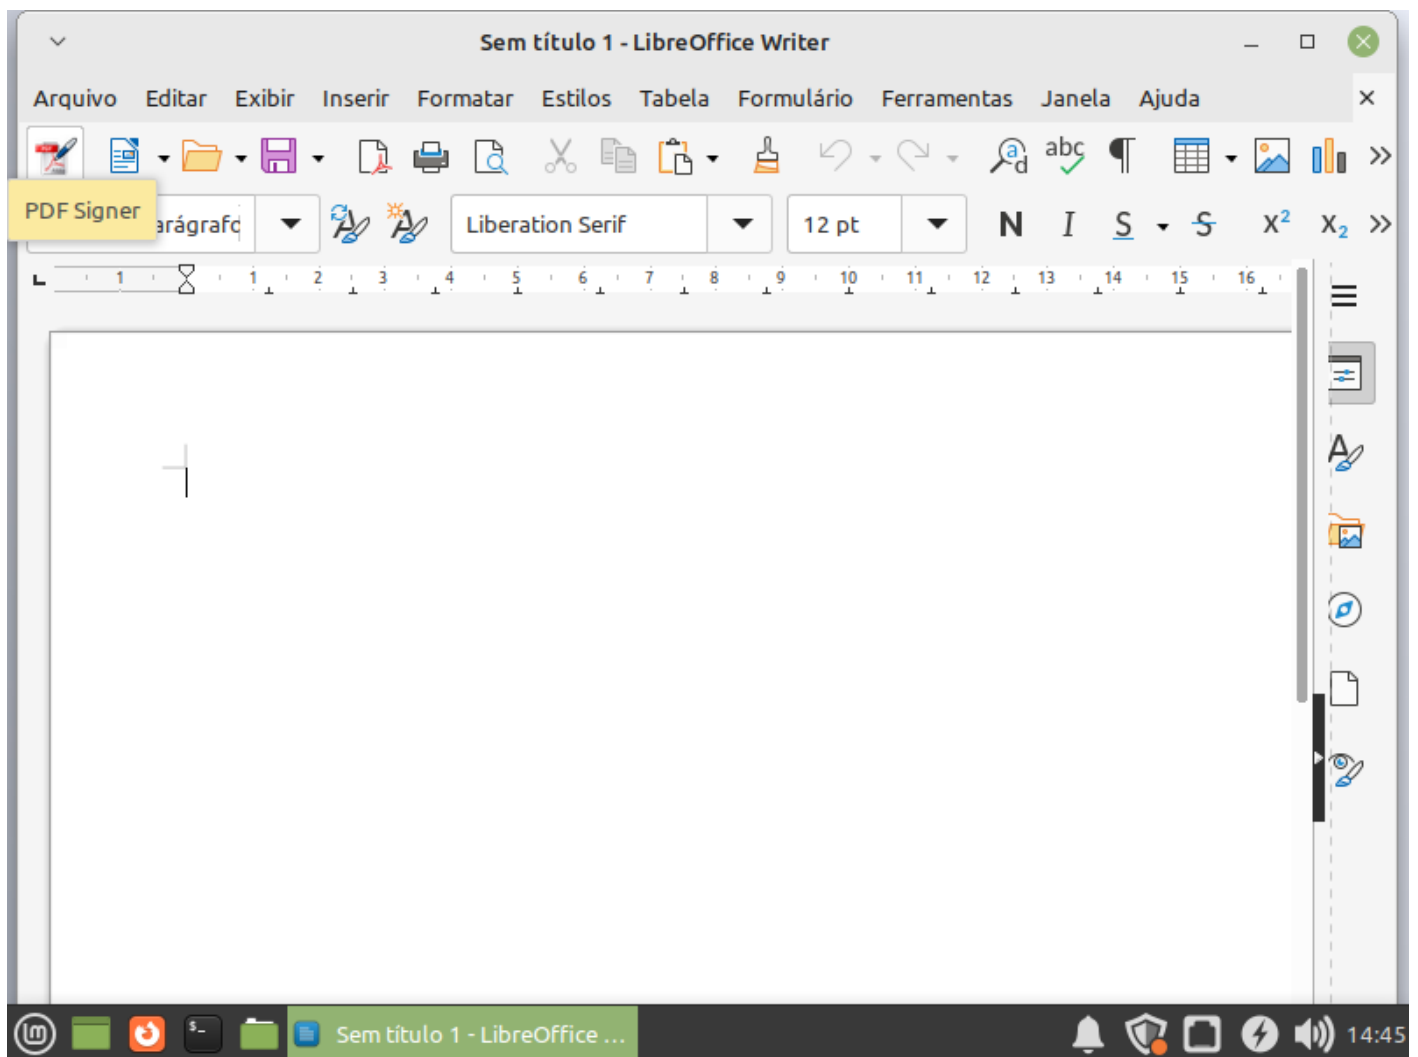 Sem título 1 - LibreOffice Writer
Arquivo Editar Exibir Inserir Formatar Estilos Tabela Formulário Ferramentas Janela Ajuda
PDF Signer
Liberation Serif 12 pt N I S S X² X₂
1 1 2 3 4 5 6 7 8 9 10 11 12 13 14 15 16
Sem título 1 - LibreOffice ... 14:45